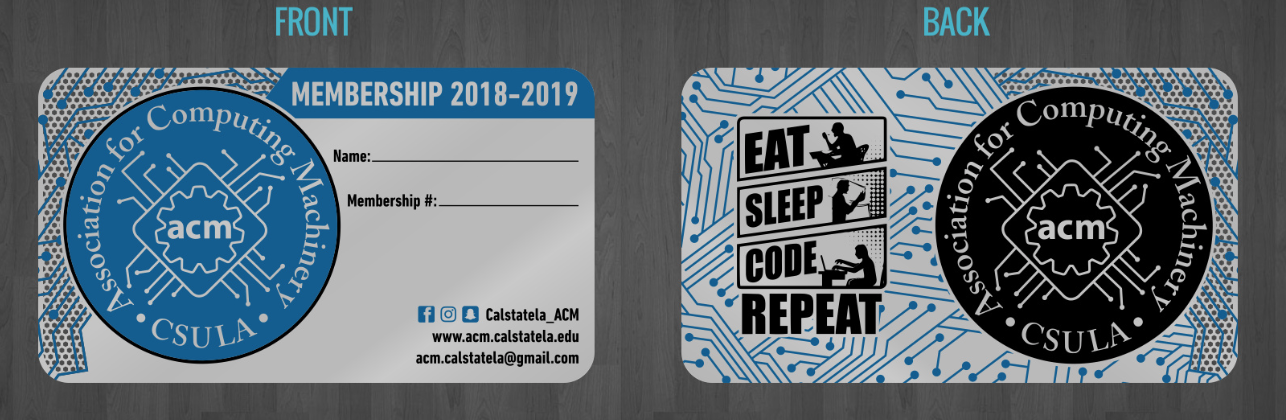 FRONT
MEMBERSHIP 2018-2019
Association for Computing Machinery
acm
• CSULA •
Name:
Membership #:
Calstatela_ACM
www.acm.calstatela.edu
acm.calstatela@gmail.com
BACK
EAT
SLEEP
CODE
REPEAT
Association for Computing Machinery
acm
• CSULA •